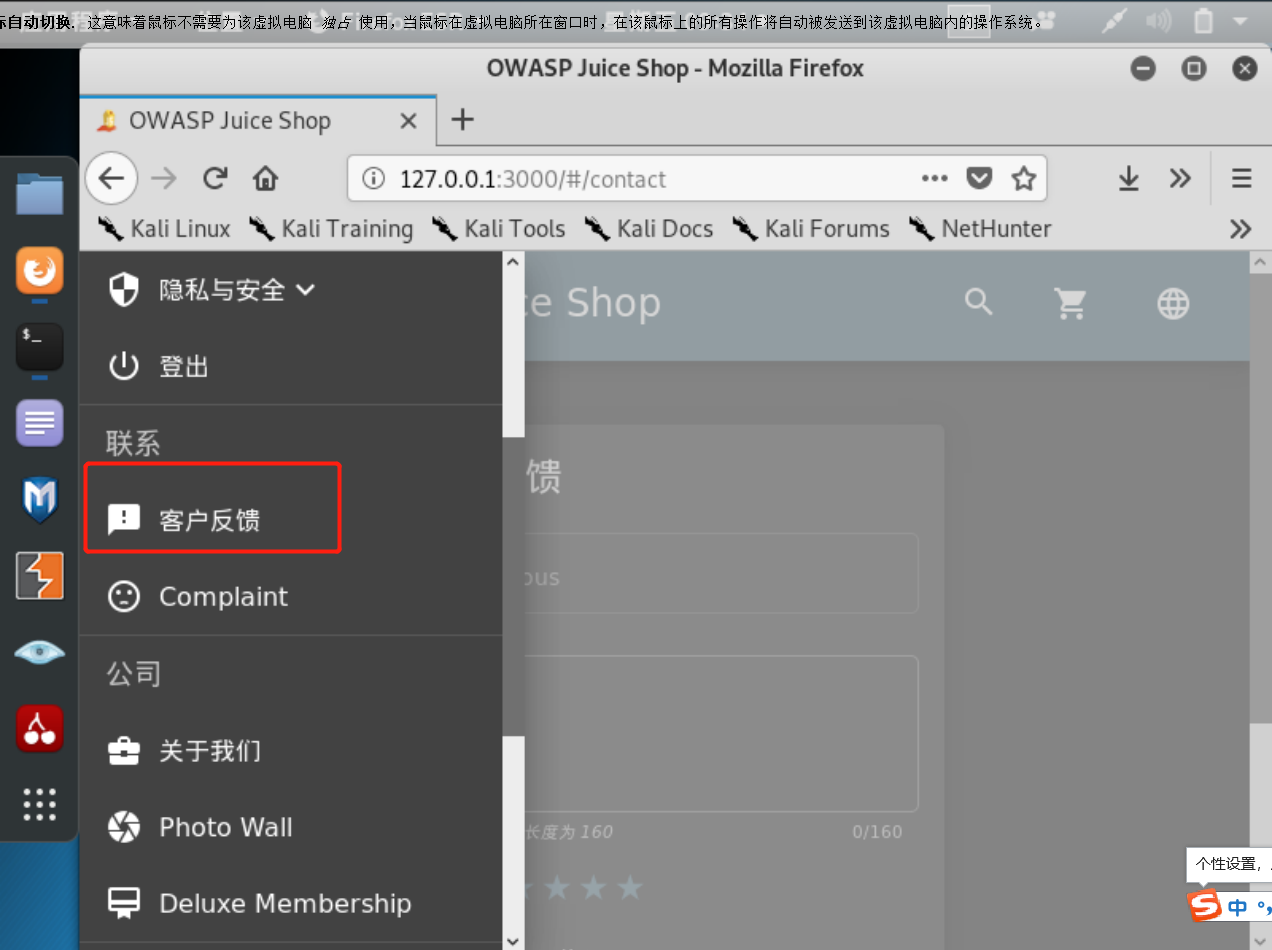 标自动切换. 这意味着鼠标不需要为该虚拟电脑 独占 使用，当鼠标在虚拟电脑所在窗口时，在该鼠标上的所有操作将自动被发送到该虚拟电脑内的操作系统。
OWASP Juice Shop - Mozilla Firefox
OWASP Juice Shop
127.0.0.1:3000/#/contact
Kali Linux Kali Training Kali Tools Kali Docs Kali Forums NetHunter
隐私与安全
ce Shop
登出
联系
馈
客户反馈
ous
Complaint
公司
关于我们
Photo Wall
长度为 160 0/160
个性设置，
Deluxe Membership
中 °,